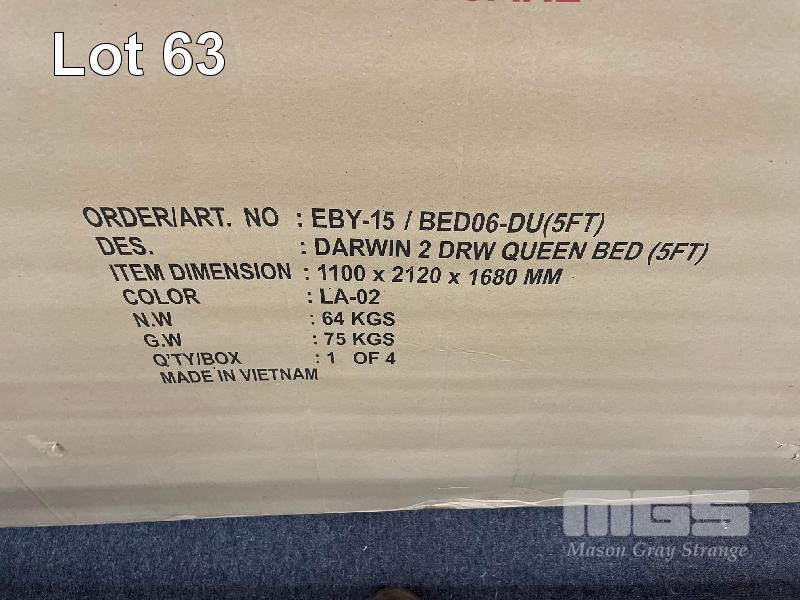 Lot 63
ORDER/ART. NO : EBY-15 / BED06-DU(5FT)
DES. : DARWIN 2 DRW QUEEN BED (5FT)
ITEM DIMENSION : 1100 x 2120 x 1680 MM
COLOR : LA-02
N.W : 64 KGS
G.W : 75 KGS
Q'TY/BOX : 1 OF 4
MADE IN VIETNAM
MGS
Mason Gray Strange